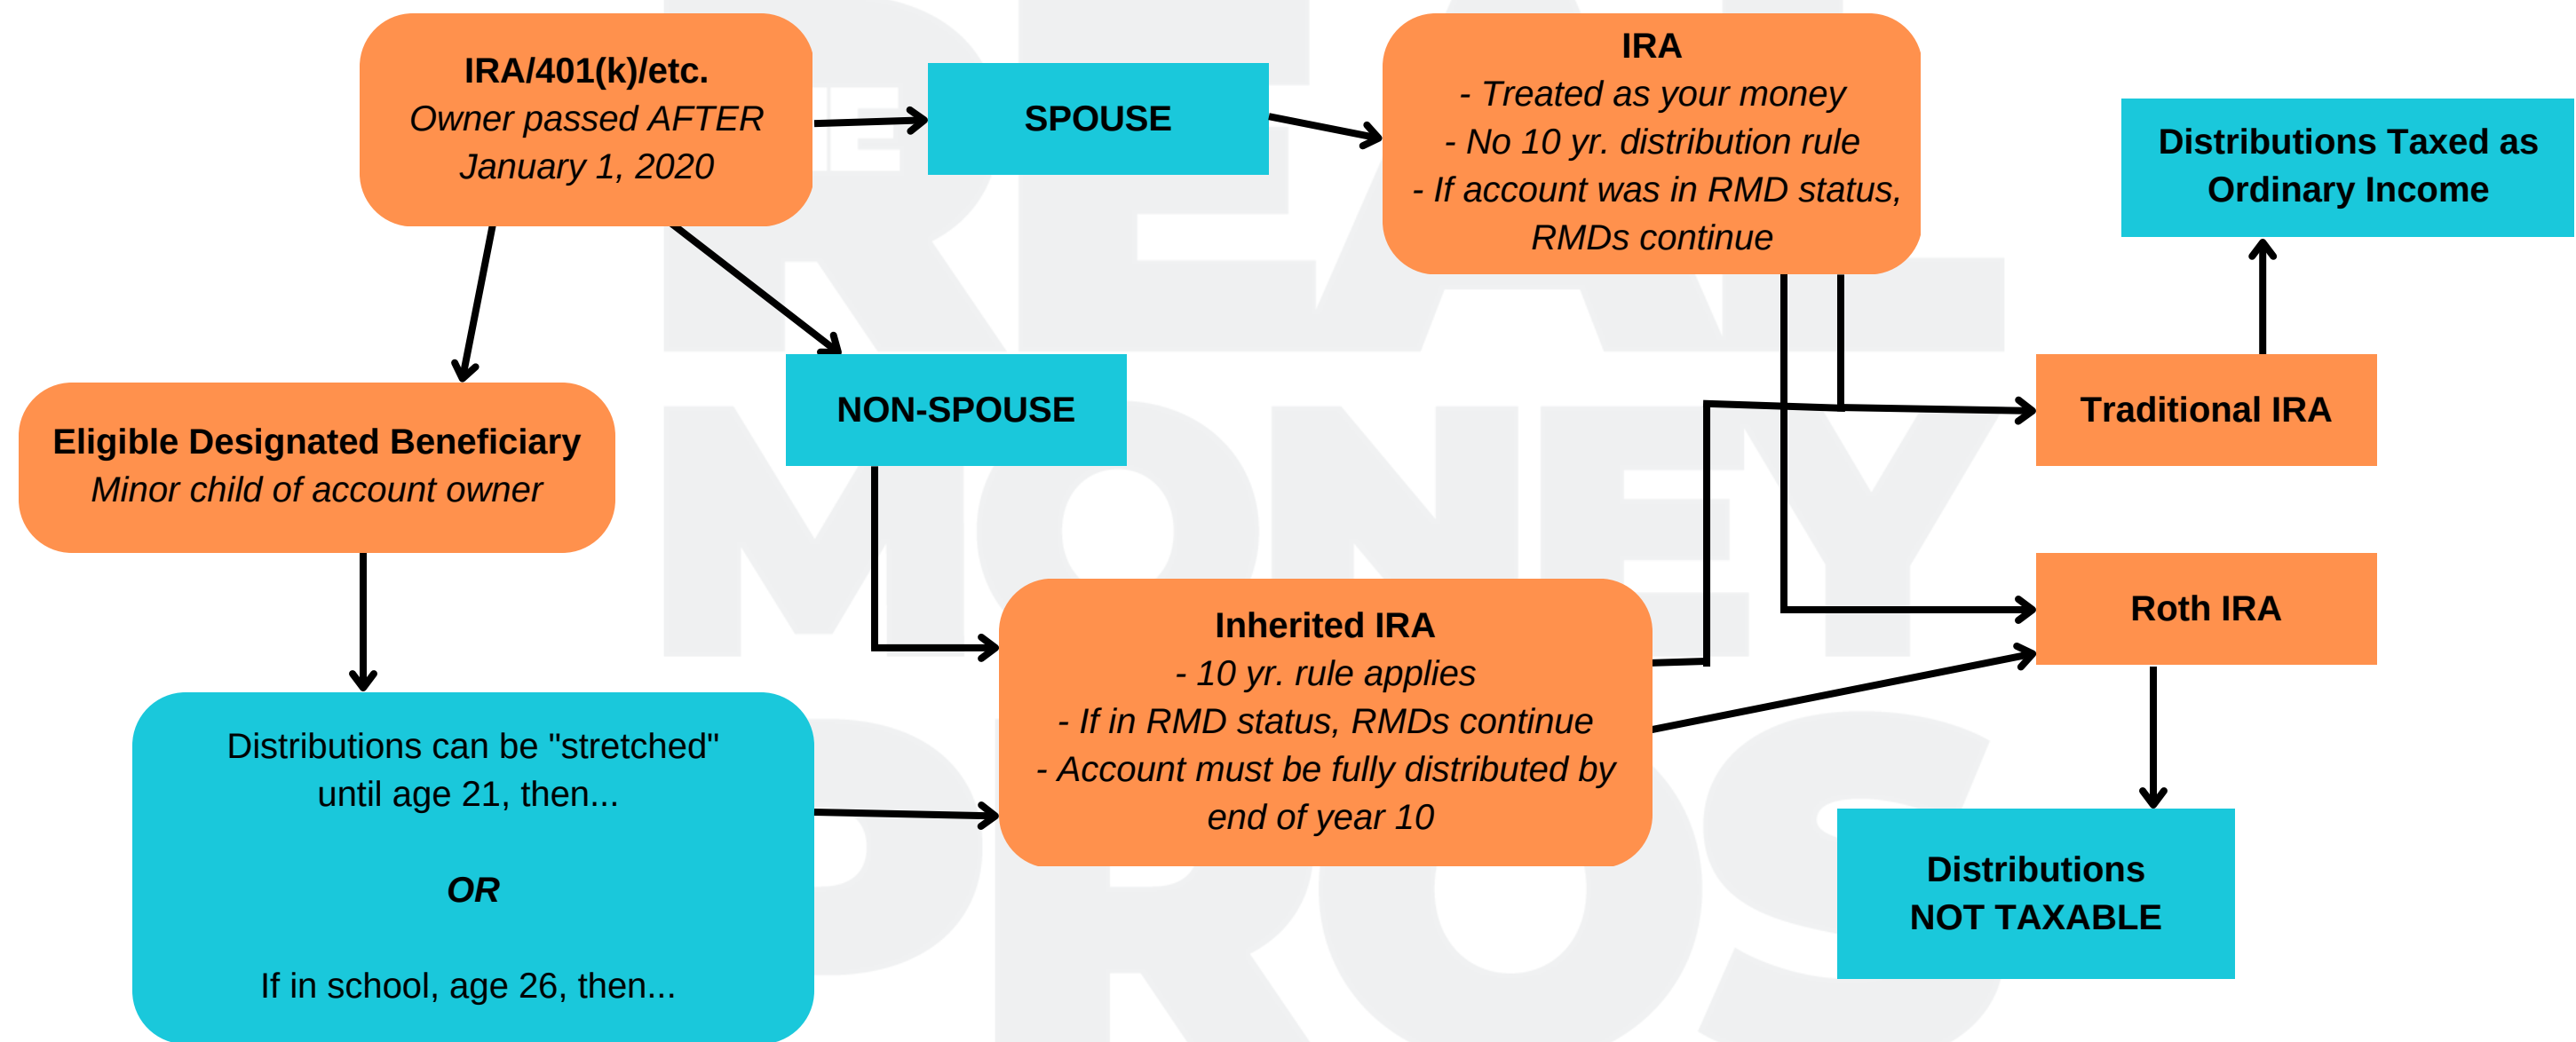 IRA/401(k)/etc.
Owner passed AFTER
January 1, 2020
SPOUSE
IRA
- Treated as your money
- No 10 yr. distribution rule
- If account was in RMD status,
RMDs continue
Distributions Taxed as
Ordinary Income
Eligible Designated Beneficiary
Minor child of account owner
NON-SPOUSE
Traditional IRA
Roth IRA
Inherited IRA
- 10 yr. rule applies
- If in RMD status, RMDs continue
- Account must be fully distributed by
end of year 10
Distributions can be "stretched"
until age 21, then...
OR
If in school, age 26, then...
Distributions
NOT TAXABLE
REAL
MONEY
PROS